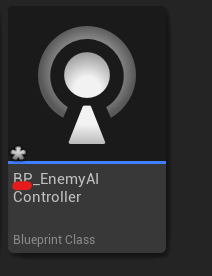 BP_EnemyAI
Controller
Blueprint Class